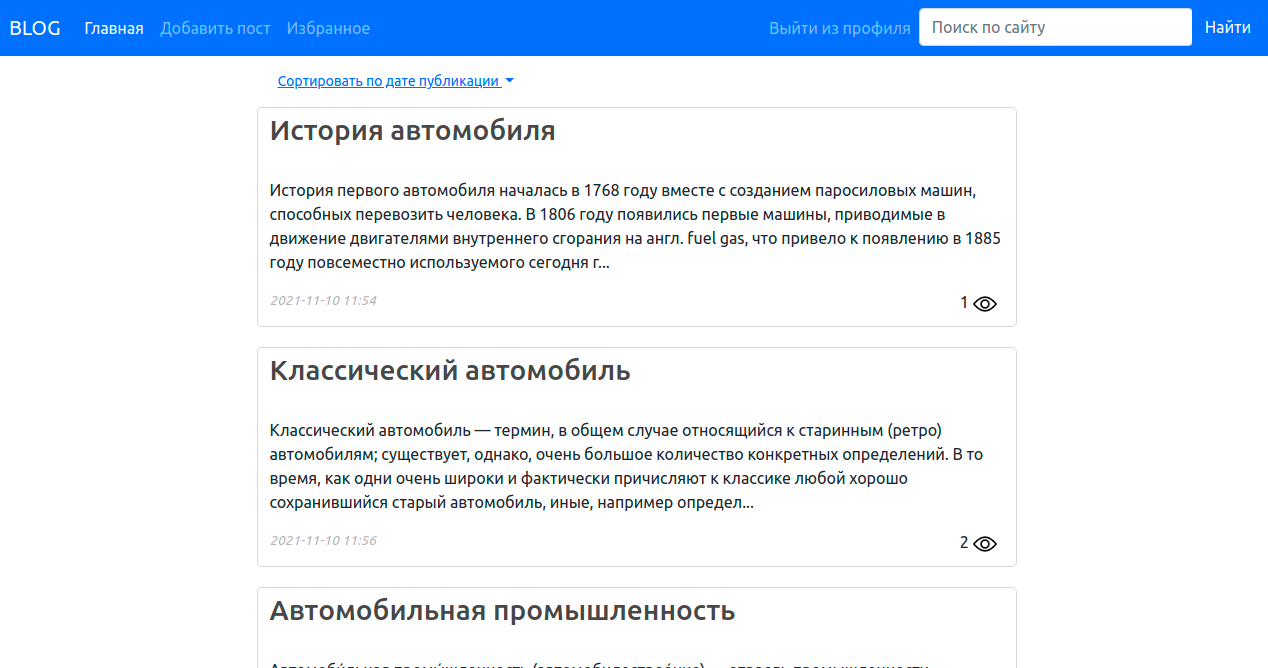 BLOG Главная Добавить пост Избранное Выйти из профиля Поиск по сайту Найти
Сортировать по дате публикации
История автомобиля
История первого автомобиля началась в 1768 году вместе с созданием паросиловых машин,
способных перевозить человека. В 1806 году появились первые машины, приводимые в
движение двигателями внутреннего сгорания на англ. fuel gas, что привело к появлению в 1885
году повсеместно используемого сегодня г...
2021-11-10 11:54 1
Классический автомобиль
Классический автомобиль — термин, в общем случае относящийся к старинным (ретро)
автомобилям; существует, однако, очень большое количество конкретных определений. В то
время, как одни очень широки и фактически причисляют к классике любой хорошо
сохранившийся старый автомобиль, иные, например определ...
2021-11-10 11:56 2
Автомобильная промышленность